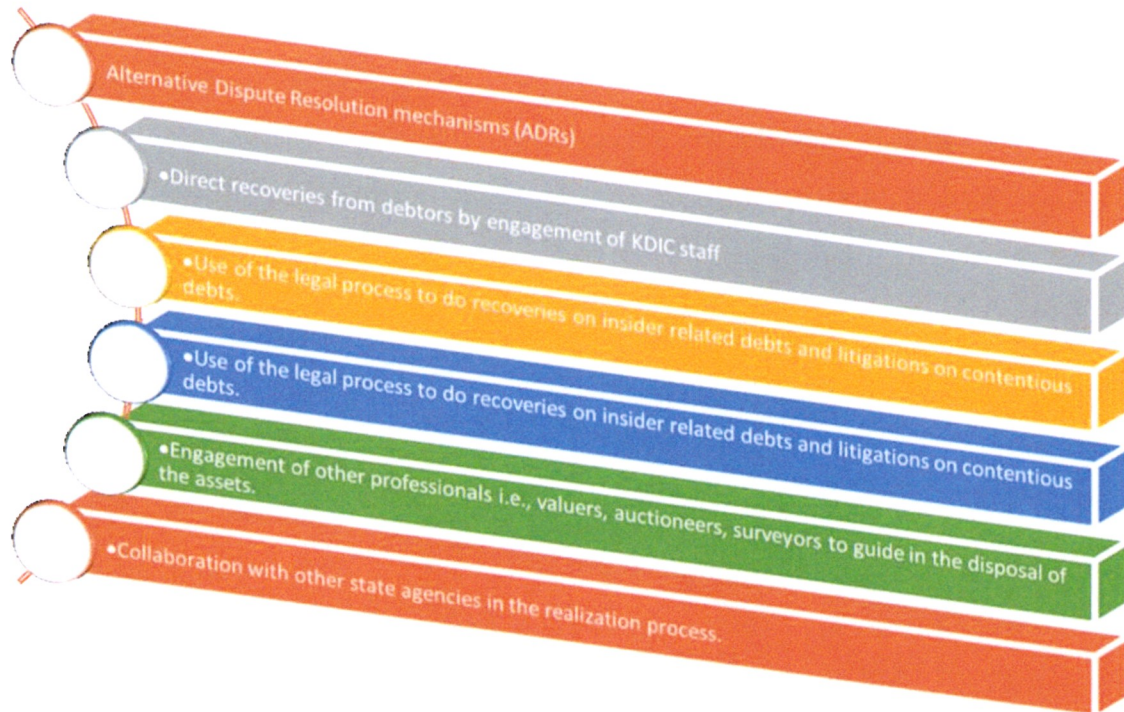 Alternative Dispute Resolution mechanisms (ADRs)
•Direct recoveries from debtors by engagement of KDIC staff
•Use of the legal process to do recoveries on insider related debts and litigations on contentious
debts.
•Use of the legal process to do recoveries on insider related debts and litigations on contentious
debts.
•Engagement of other professionals i.e., valuers, auctioneers, surveyors to guide in the disposal of
the assets.
•Collaboration with other state agencies in the realization process.